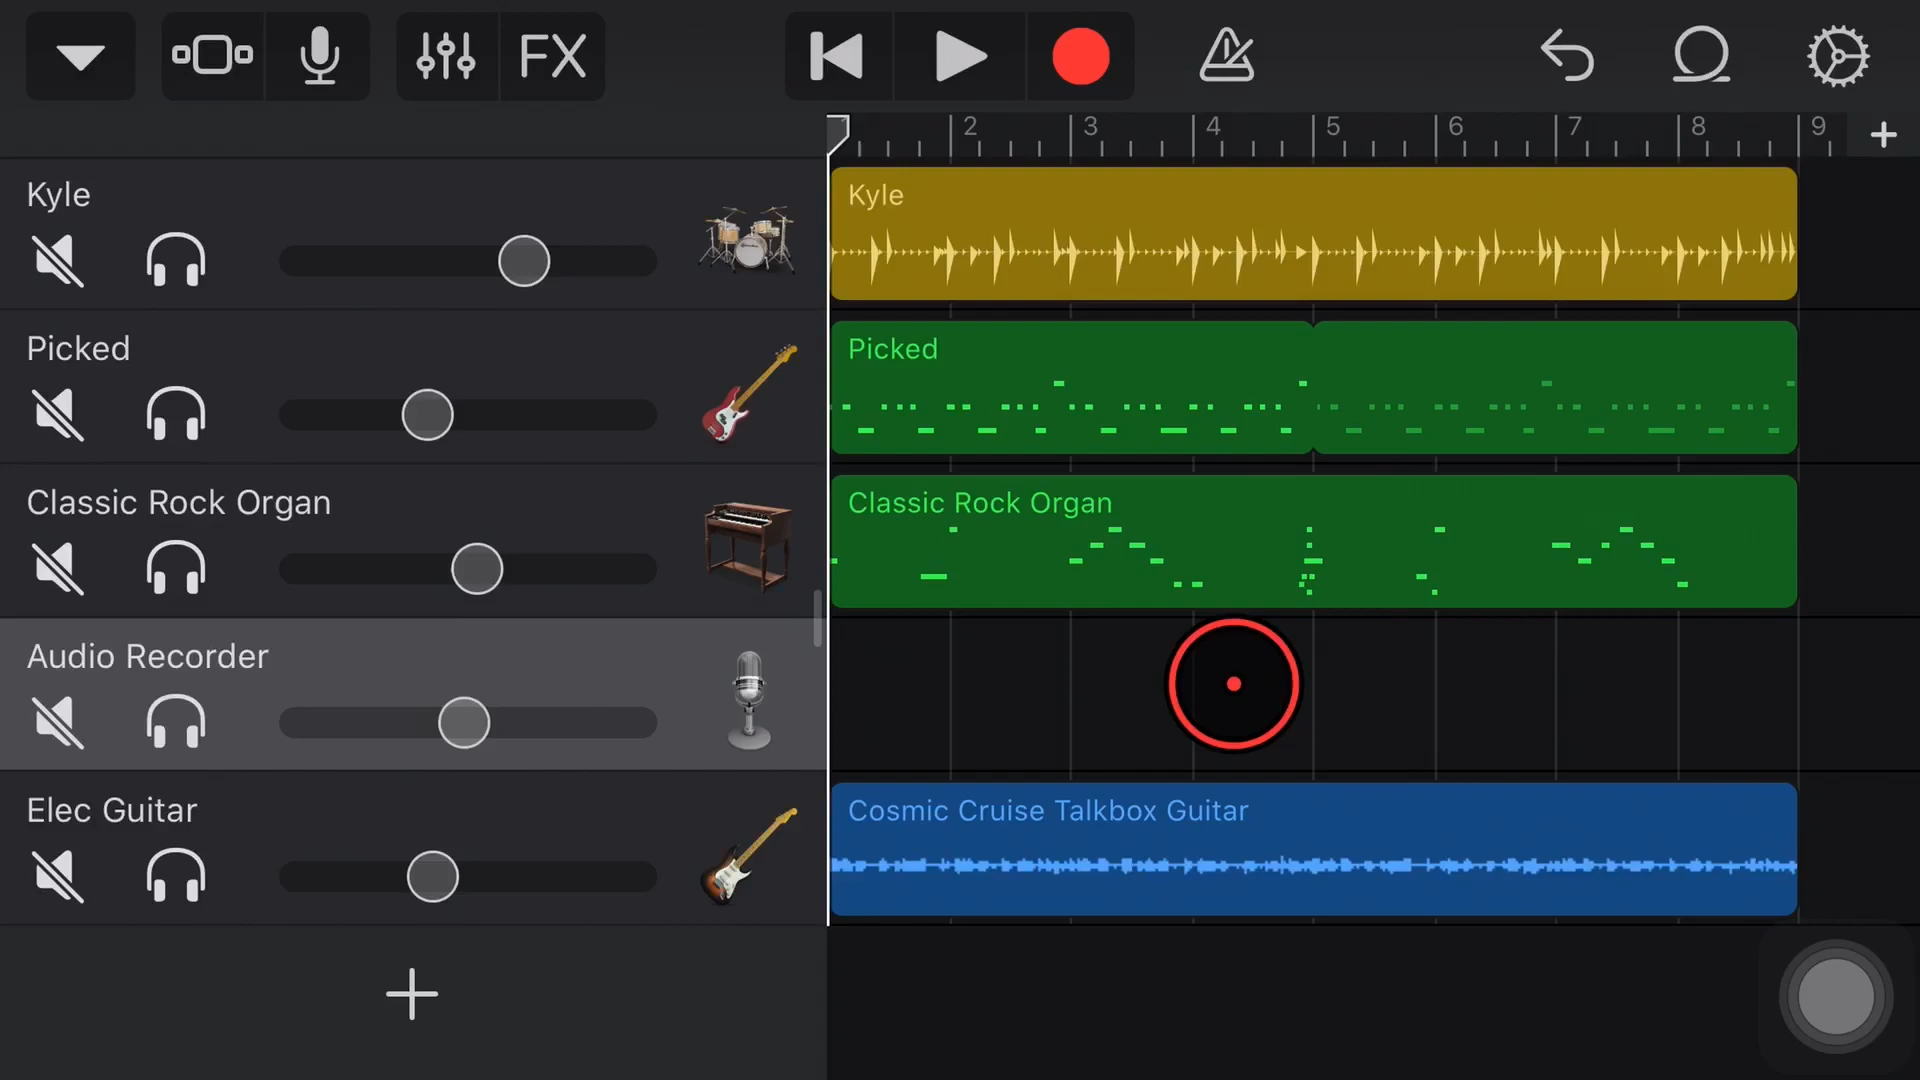 FX
2 3 4 5 6 7 8 9
Kyle
Kyle
Picked
Picked
Classic Rock Organ
Classic Rock Organ
Audio Recorder
Elec Guitar
Cosmic Cruise Talkbox Guitar